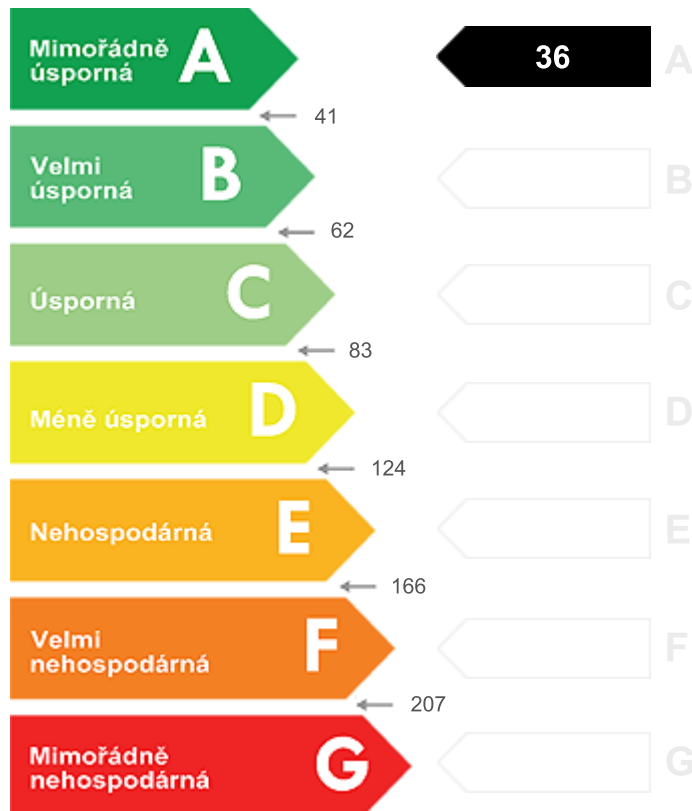 Mimořádně
úsporná
A
36
A
41
Velmi
úsporná
B
B
62
Úsporná
C
C
83
Méně úsporná
D
D
124
Nehospodárná
E
E
166
Velmi
nehospodárná
F
F
207
Mimořádně
nehospodárná
G
G